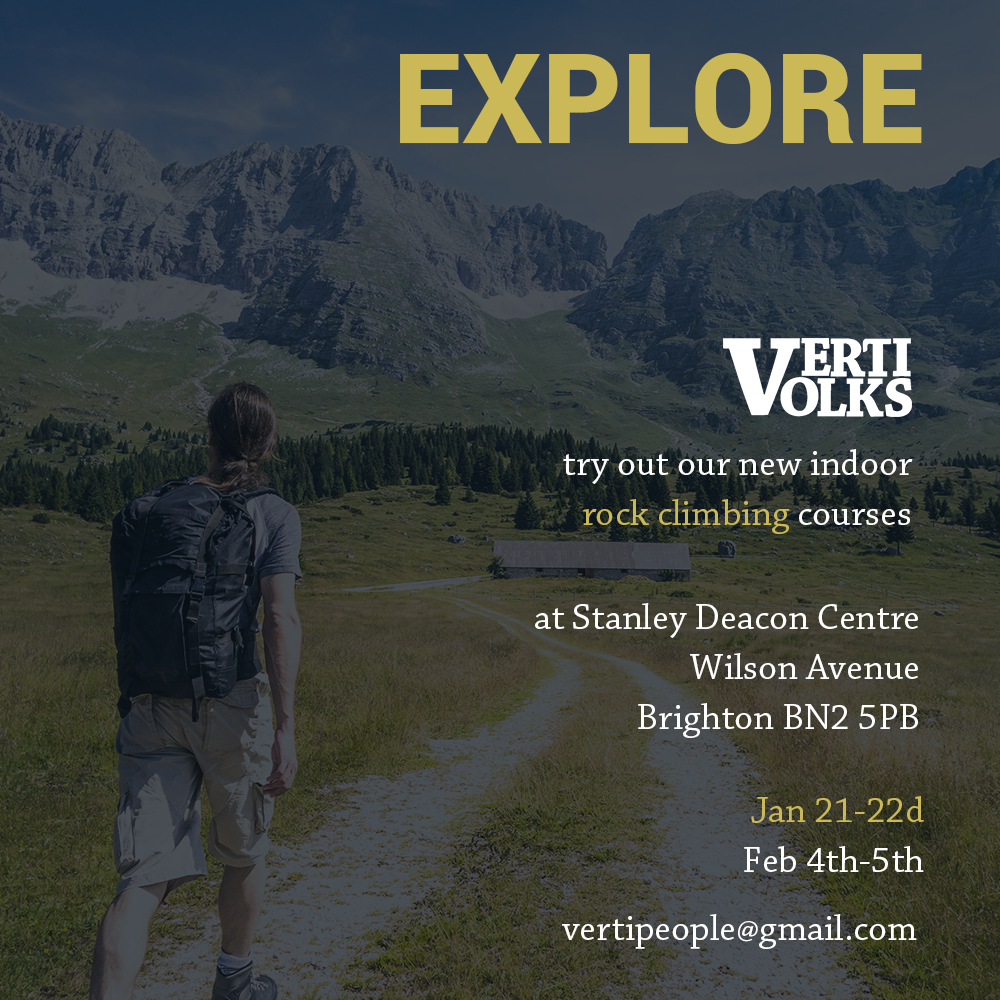 EXPLORE
VERTI
VOLKS
try out our new indoor
rock climbing courses
at Stanley Deacon Centre
Wilson Avenue
Brighton BN2 5PB
Jan 21-22d
Feb 4th-5th
vertipeople@gmail.com